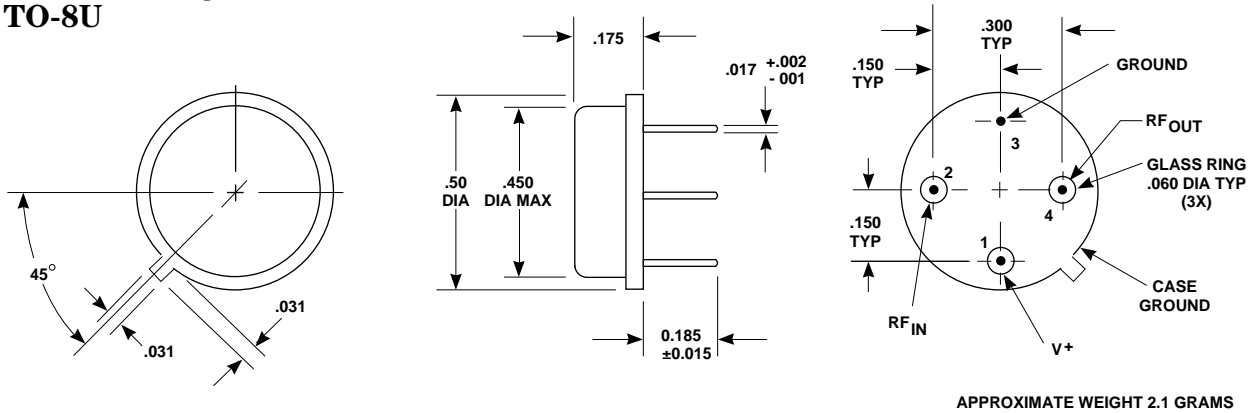 TO-8U
45°
.031
.031
.175
.50
DIA
.450
DIA MAX
.017 +.002
- 001
0.185
±0.015
.300
TYP
.150
TYP
GROUND
3
RFOUT
2
GLASS RING
.060 DIA TYP
(3X)
4
.150
TYP
1
CASE
GROUND
RFIN
V+
APPROXIMATE WEIGHT 2.1 GRAMS